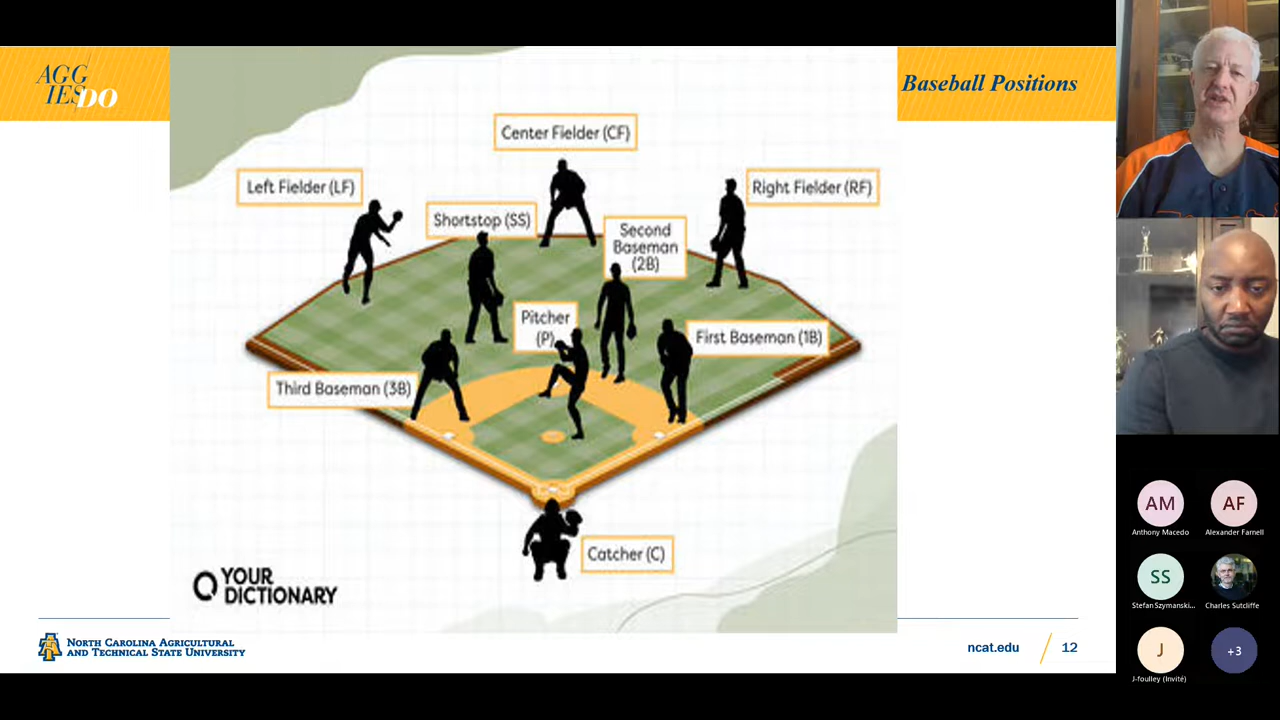 AGG
IES DO
Baseball Positions
Center Fielder (CF)
Left Fielder (LF)
Right Fielder (RF)
Shortstop (SS)
Second
Baseman
(2B)
Pitcher
(P)
First Baseman (1B)
Third Baseman (3B)
Catcher (C)
YOUR
DICTIONARY
NORTH CAROLINA AGRICULTURAL
AND TECHNICAL STATE UNIVERSITY
ncat.edu
12
AM
AF
Anthony Macedo
Alexander Farnell
SS
Stefan Szymanski...
Charles Sutcliffe
J
+3
J-foulley (Invité)